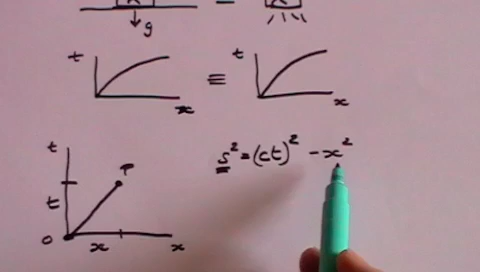 g =
t x ≡ t x
t P t O x x
s² = (ct)² - x²